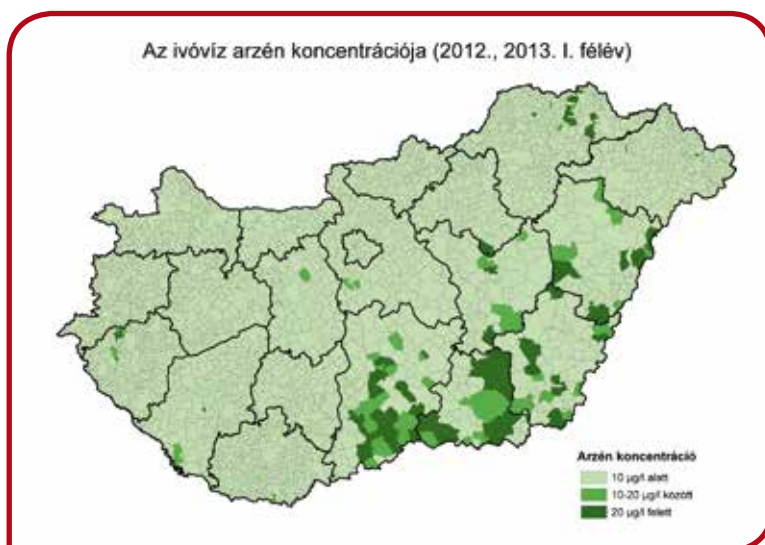 Az ivóvíz arzén koncentrációja (2012., 2013. I. félév)
Arzén koncentráció
10 µg/l alatt
10-20 µg/l között
20 µg/l felett